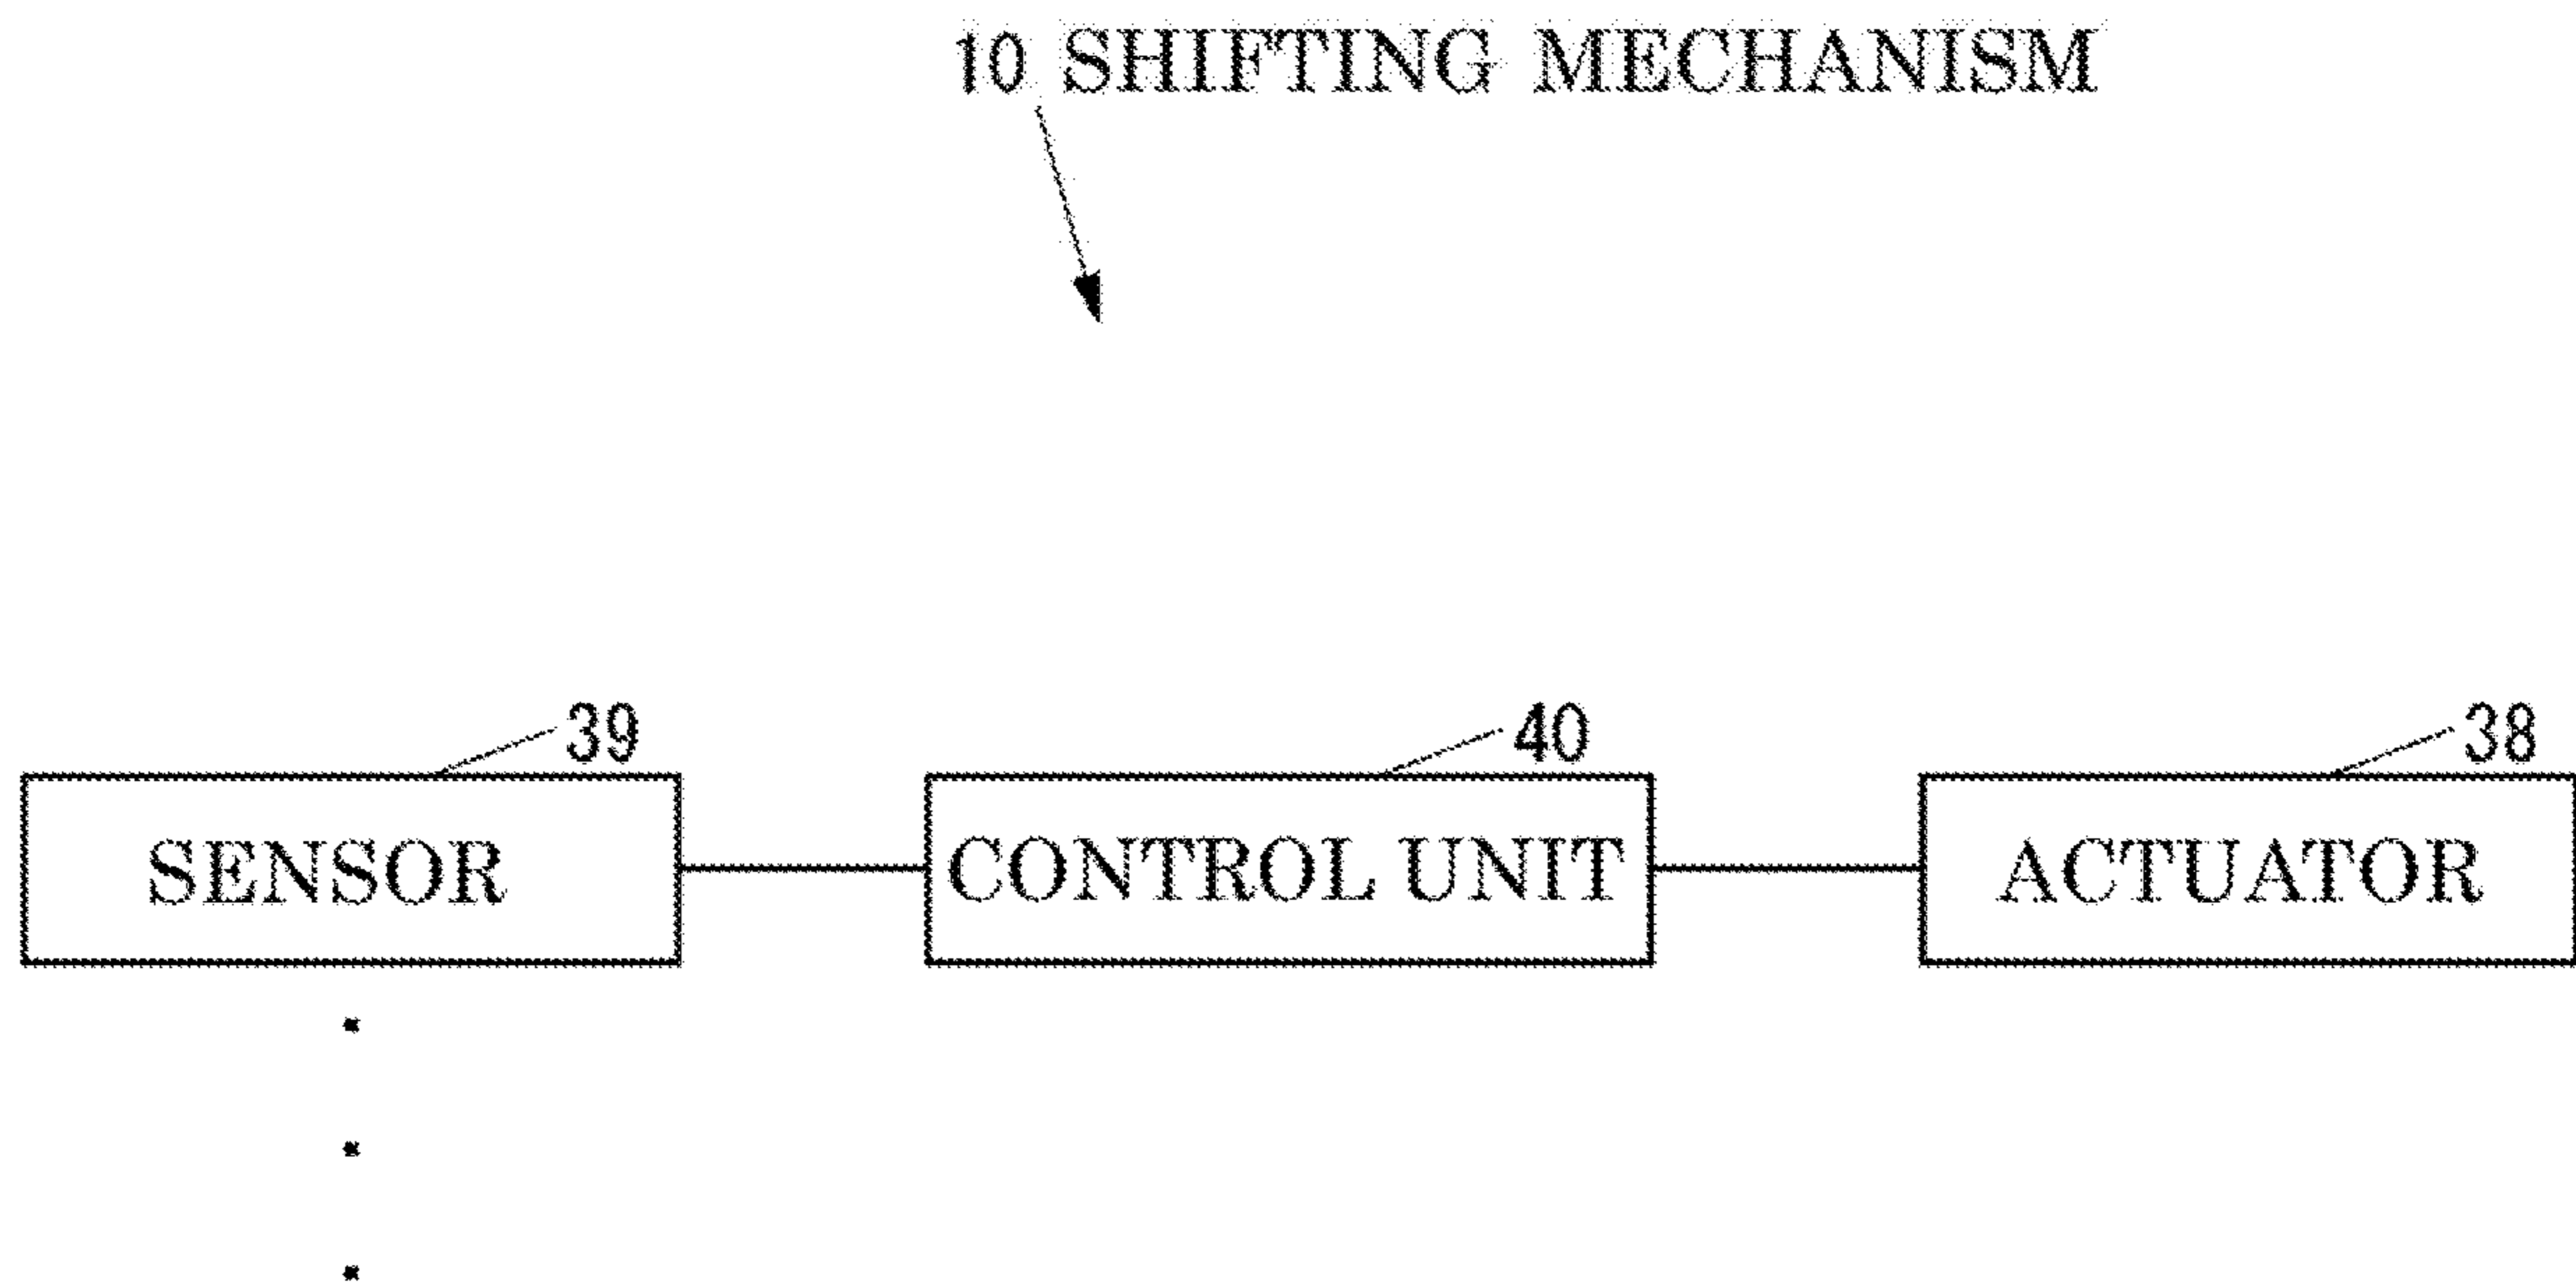 10 SHIFTING MECHANISM
39
40
38
SENSOR
CONTROL UNIT
ACTUATOR